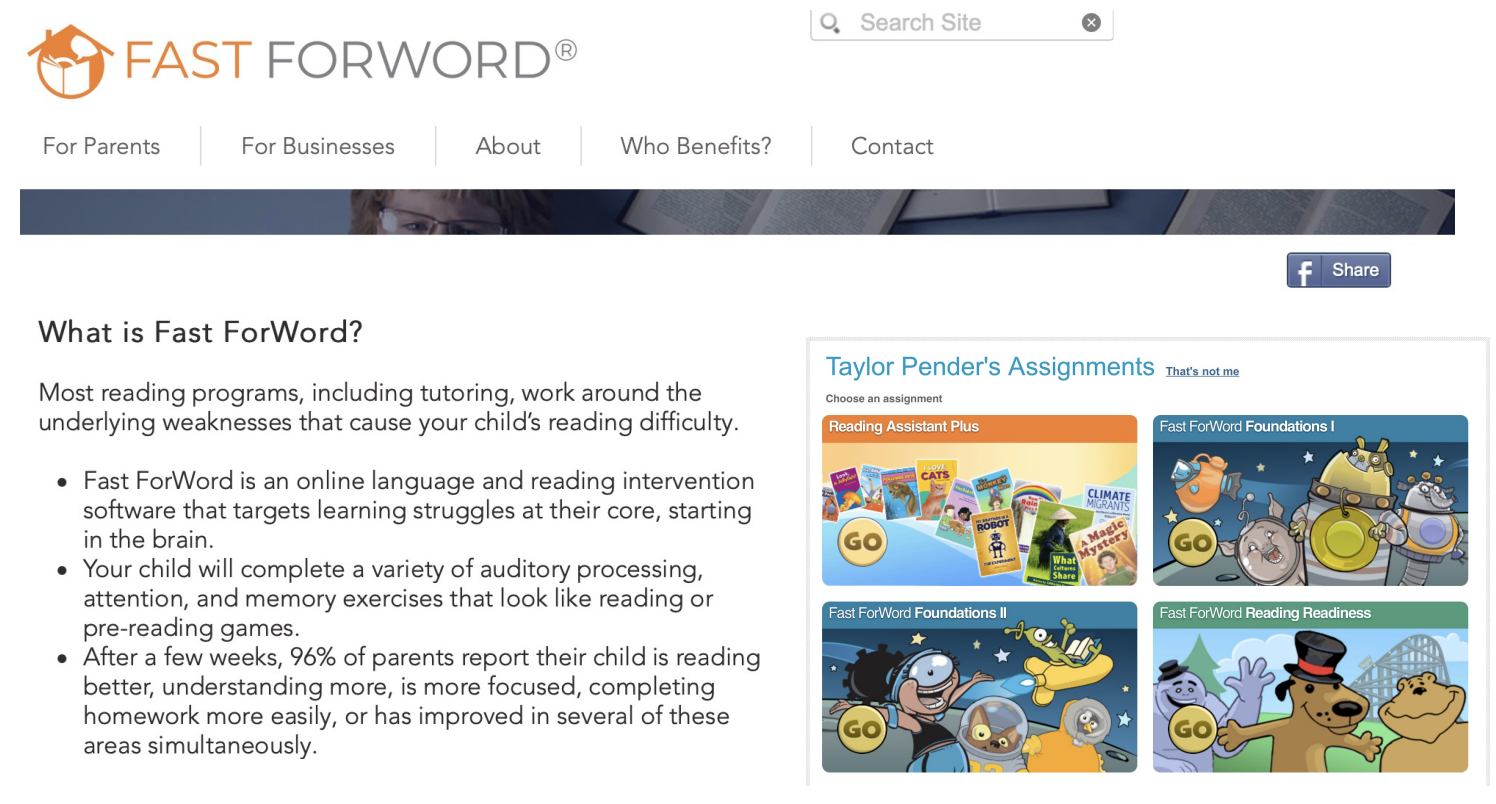 FAST FORWORD®
Search Site
For Parents
For Businesses
About
Who Benefits?
Contact
f Share
What is Fast ForWord?
Most reading programs, including tutoring, work around the
underlying weaknesses that cause your child's reading difficulty.
• Fast ForWord is an online language and reading intervention
software that targets learning struggles at their core, starting
in the brain.
• Your child will complete a variety of auditory processing,
attention, and memory exercises that look like reading or
pre-reading games.
• After a few weeks, 96% of parents report their child is reading
better, understanding more, is more focused, completing
homework more easily, or has improved in several of these
areas simultaneously.
Taylor Pender's Assignments That's not me
Choose an assignment
Reading Assistant Plus
I LOVE
CATS
MONKEY
Rain
CLIMATE
MIGRANTS
MY BROTHER IS A
ROBOT
A Magic
Mystery
What
Cultures
Share
GO
Fast ForWord Foundations I
GO
Fast ForWord Foundations II
GO
Fast ForWord Reading Readiness
GO